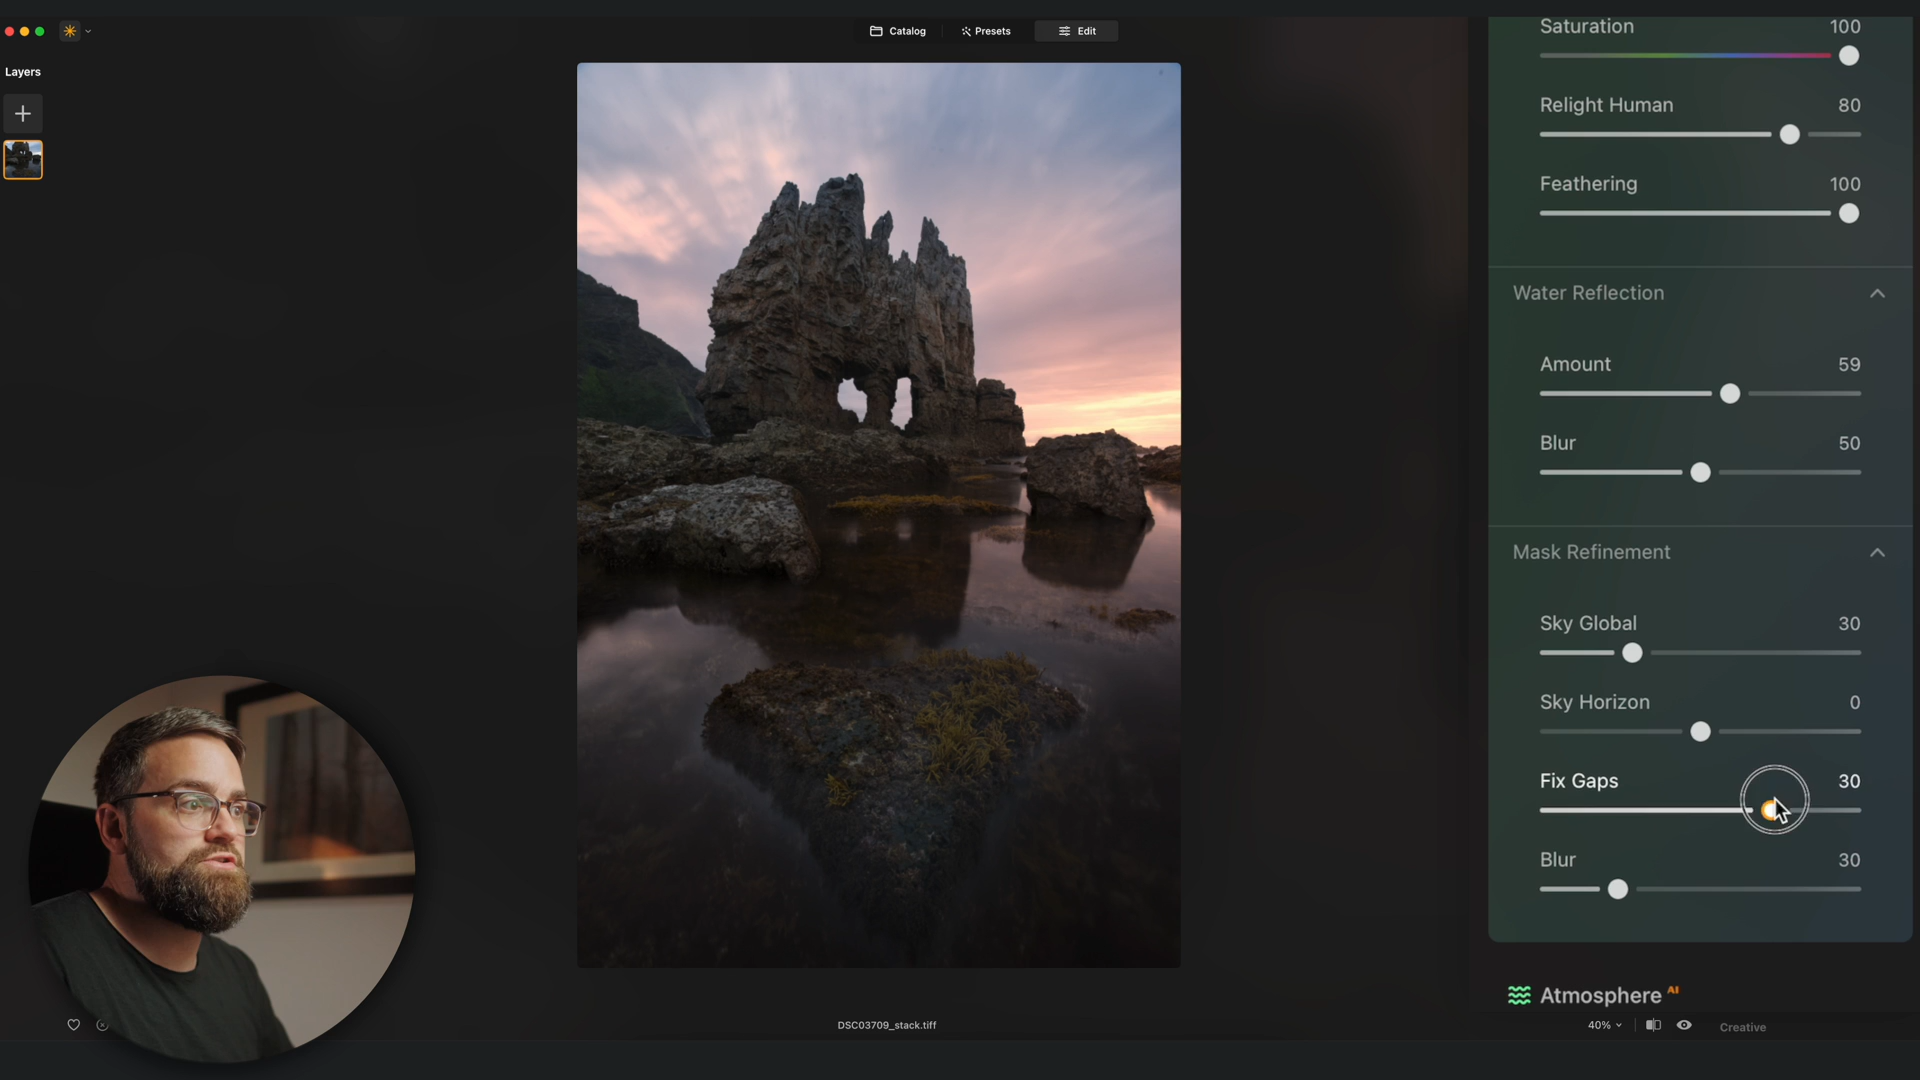 Catalog
Presets
Edit
Layers
Saturation 100
Relight Human 80
Feathering 100
Water Reflection
Amount 59
Blur 50
Mask Refinement
Sky Global 30
Sky Horizon 0
Fix Gaps 30
Blur 30
Atmosphere AI
DSC03709_stack.tiff
40%
Creative